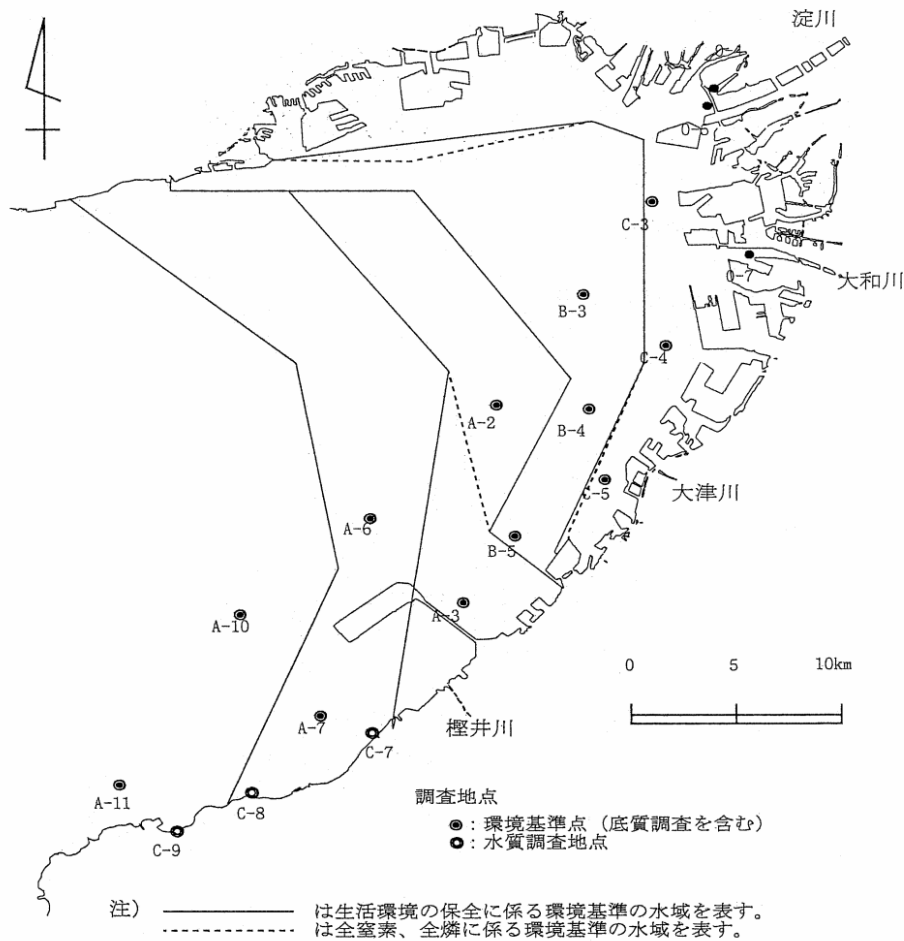 淀川
C-3
O-7
大和川
B-3
C-4
A-2
B-4
大津川
C-5
A-6
B-5
A-3
A-10
0 5 10km
A-7
C-7
樫井川
A-11
C-8
C-9
調査地点
◉：環境基準点（底質調査を含む）
○：水質調査地点
注） ――― は生活環境の保全に係る環境基準の水域を表す。
------ は全窒素、全燐に係る環境基準の水域を表す。